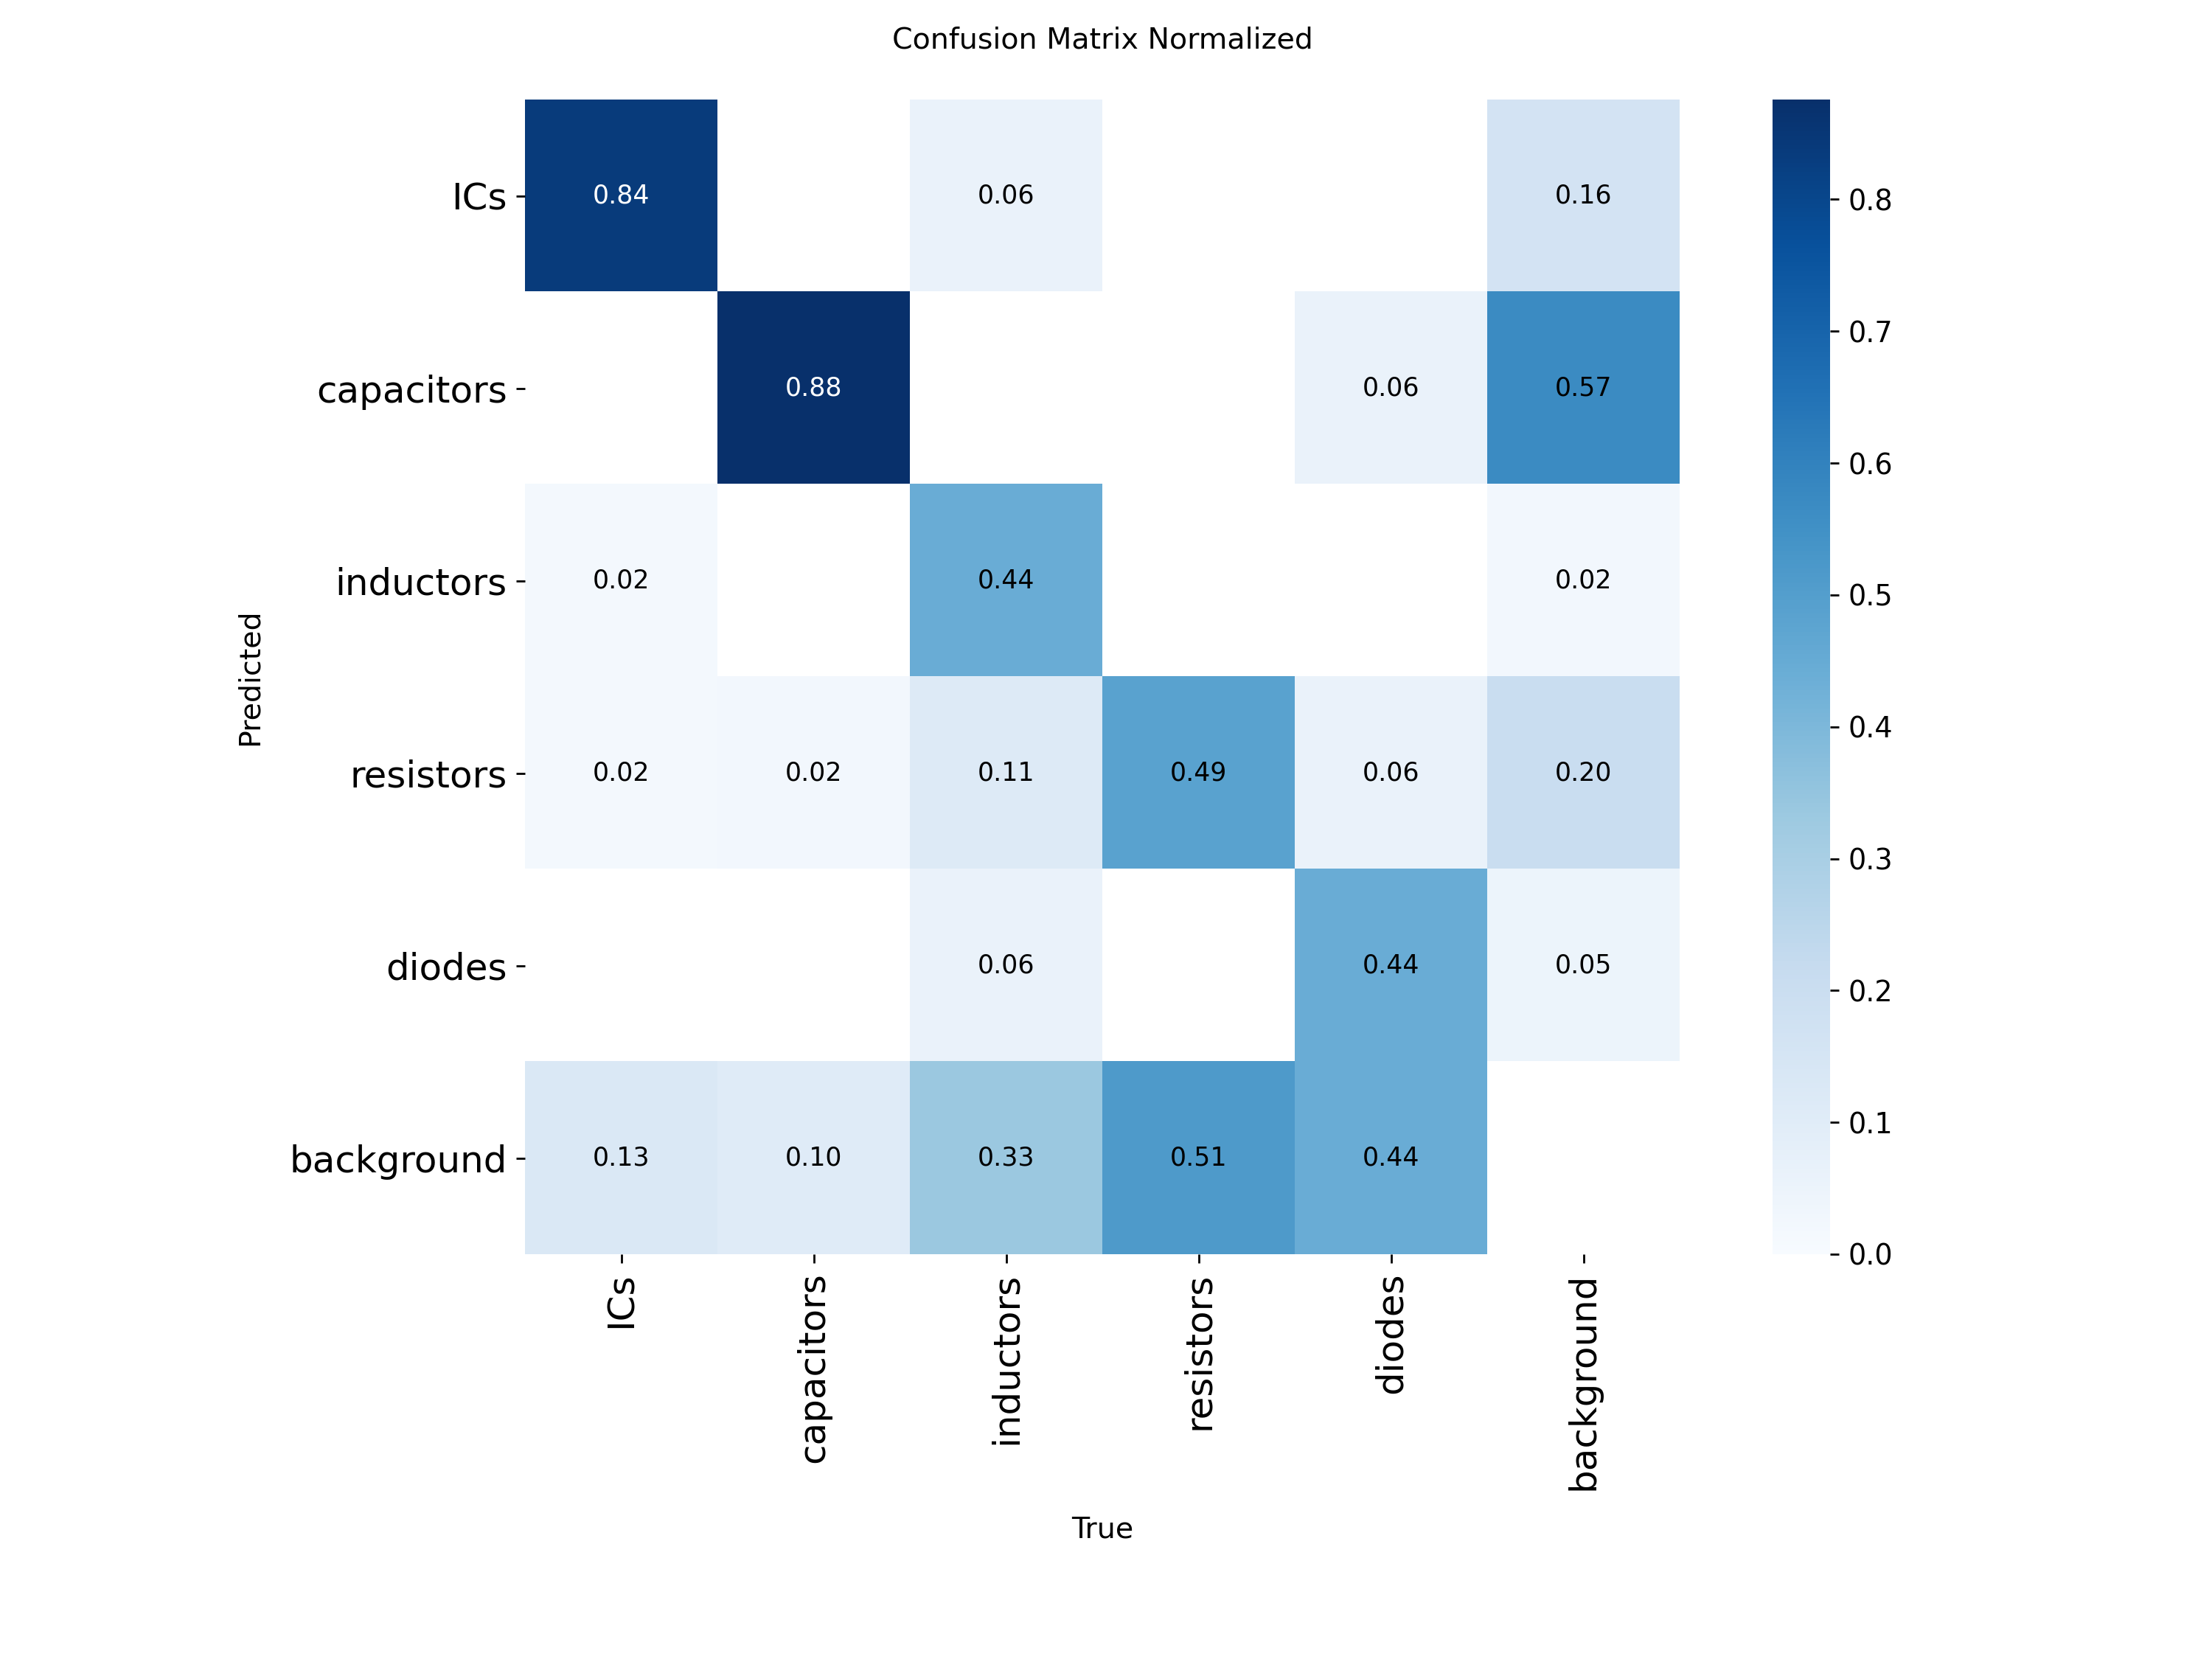 Confusion Matrix Normalized
ICs
0.84
0.06
0.16
capacitors
0.88
0.06
0.57
inductors
0.02
0.44
0.02
resistors
0.02
0.02
0.11
0.49
0.06
0.20
diodes
0.06
0.44
0.05
background
0.13
0.10
0.33
0.51
0.44
Predicted
ICs
capacitors
inductors
resistors
diodes
background
True
0.8
0.7
0.6
0.5
0.4
0.3
0.2
0.1
0.0